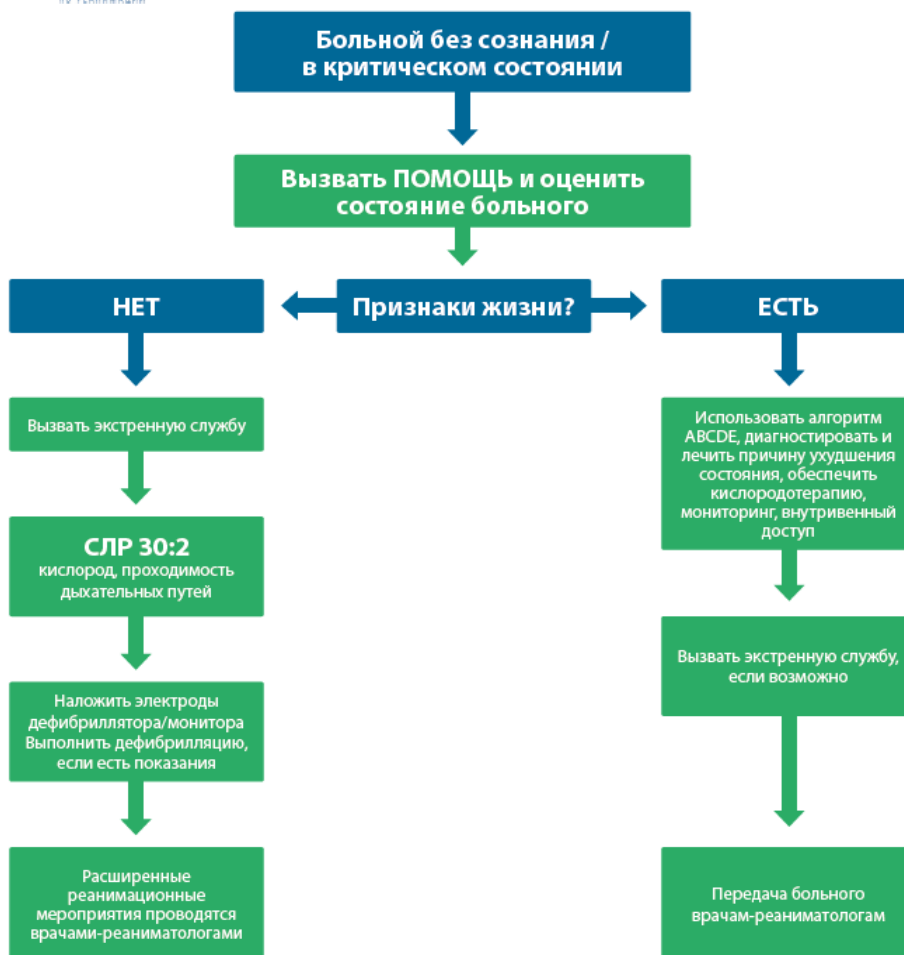 Больной без сознания /
в критическом состоянии
Вызвать ПОМОЩЬ и оценить
состояние больного
НЕТ
Признаки жизни?
ЕСТЬ
Вызвать экстренную службу
СЛР 30:2
кислород, проходимость
дыхательных путей
Наложить электроды
дефибриллятора/монитора
Выполнить дефибрилляцию,
если есть показания
Расширенные
реанимационные
мероприятия проводятся
врачами-реаниматологами
Использовать алгоритм
ABCDE, диагностировать и
лечить причину ухудшения
состояния, обеспечить
кислородотерапию,
мониторинг, внутривенный
доступ
Вызвать экстренную службу,
если возможно
Передача больного
врачам-реаниматологам